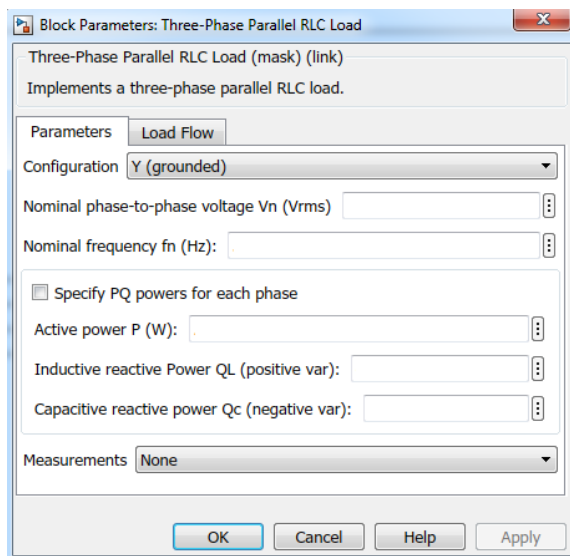 Block Parameters: Three-Phase Parallel RLC Load
Three-Phase Parallel RLC Load (mask) (link)
Implements a three-phase parallel RLC load.
Parameters Load Flow
Configuration Y (grounded)
Nominal phase-to-phase voltage Vn (Vrms)
Nominal frequency fn (Hz):
Specify PQ powers for each phase
Active power P (W):
Inductive reactive Power QL (positive var):
Capacitive reactive power Qc (negative var):
Measurements None
OK Cancel Help Apply